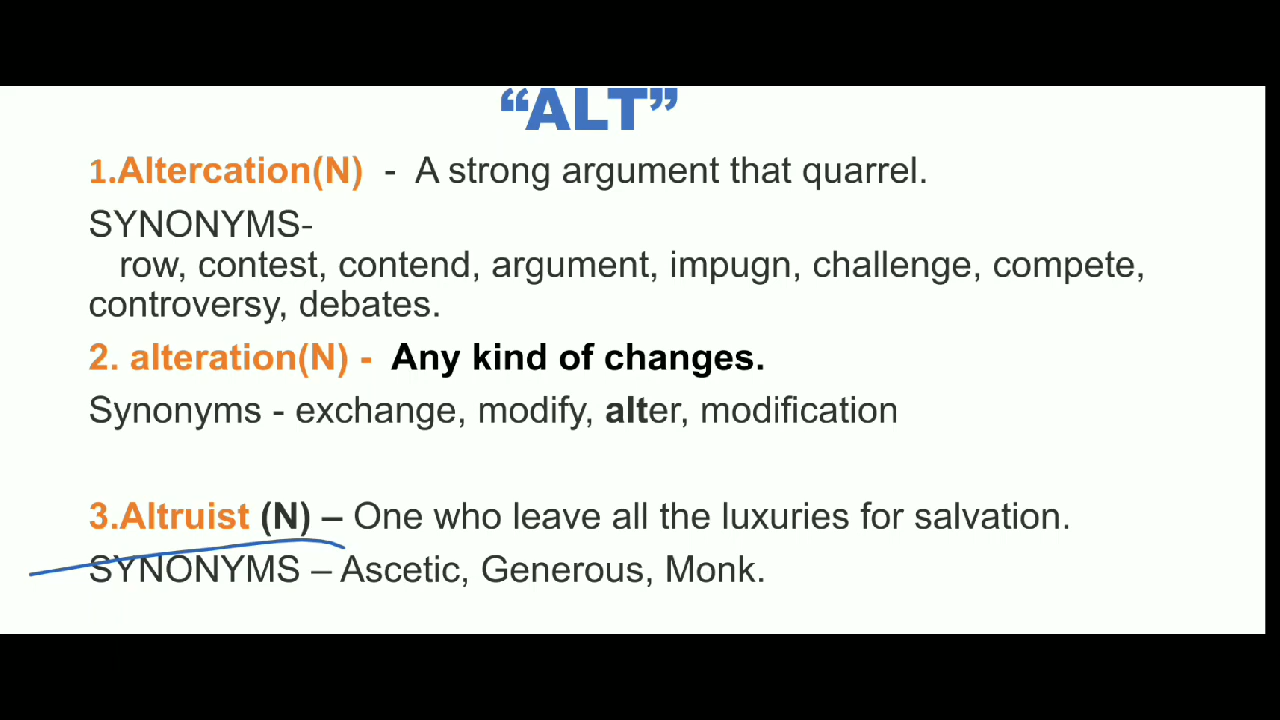 “ALT”
1.Altercation(N) - A strong argument that quarrel.
SYNONYMS-
row, contest, contend, argument, impugn, challenge, compete,
controversy, debates.
2. alteration(N) - Any kind of changes.
Synonyms - exchange, modify, alter, modification
3.Altruist (N) – One who leave all the luxuries for salvation.
SYNONYMS – Ascetic, Generous, Monk.